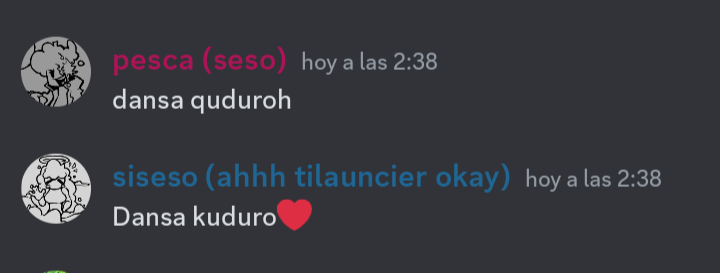 pesca (seso) hoy a las 2:38
dansa quduroh
siseso (ahhh tilauncier okay) hoy a las 2:38
Dansa kuduro❤️